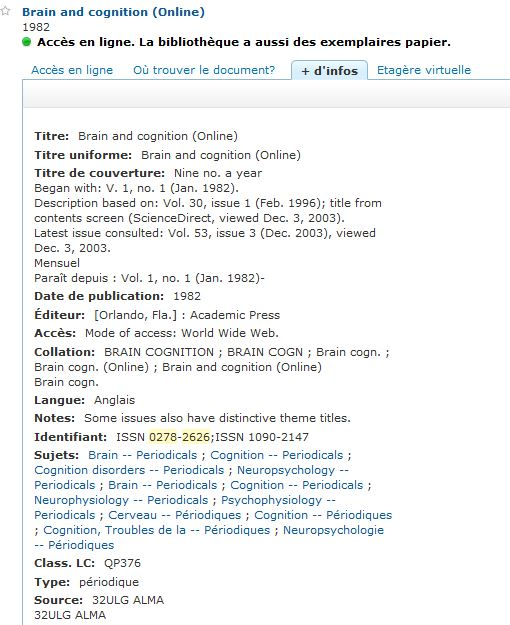 Brain and cognition (Online)
1982
Accès en ligne. La bibliothèque a aussi des exemplaires papier.
Accès en ligne Où trouver le document? + d'infos Etagère virtuelle
Titre: Brain and cognition (Online)
Titre uniforme: Brain and cognition (Online)
Titre de couverture: Nine no. a year
Began with: V. 1, no. 1 (Jan. 1982).
Description based on: Vol. 30, issue 1 (Feb. 1996); title from
contents screen (ScienceDirect, viewed Dec. 3, 2003).
Latest issue consulted: Vol. 53, issue 3 (Dec. 2003), viewed
Dec. 3, 2003.
Mensuel
Paraît depuis : Vol. 1, no. 1 (Jan. 1982)-
Date de publication: 1982
Éditeur: [Orlando, Fla.] : Academic Press
Accès: Mode of access: World Wide Web.
Collation: BRAIN COGNITION ; BRAIN COGN ; Brain cogn. ;
Brain cogn. (Online) ; Brain and cognition (Online)
Brain cogn.
Langue: Anglais
Notes: Some issues also have distinctive theme titles.
Identifiant: ISSN 0278-2626;ISSN 1090-2147
Sujets: Brain -- Periodicals ; Cognition -- Periodicals ;
Cognition disorders -- Periodicals ; Neuropsychology --
Periodicals ; Brain -- Periodicals ; Cognition -- Periodicals ;
Neurophysiology -- Periodicals ; Psychophysiology --
Periodicals ; Cerveau -- Périodiques ; Cognition -- Périodiques
; Cognition, Troubles de la -- Périodiques ; Neuropsychologie
-- Périodiques
Class. LC: QP376
Type: périodique
Source: 32ULG ALMA
32ULG ALMA